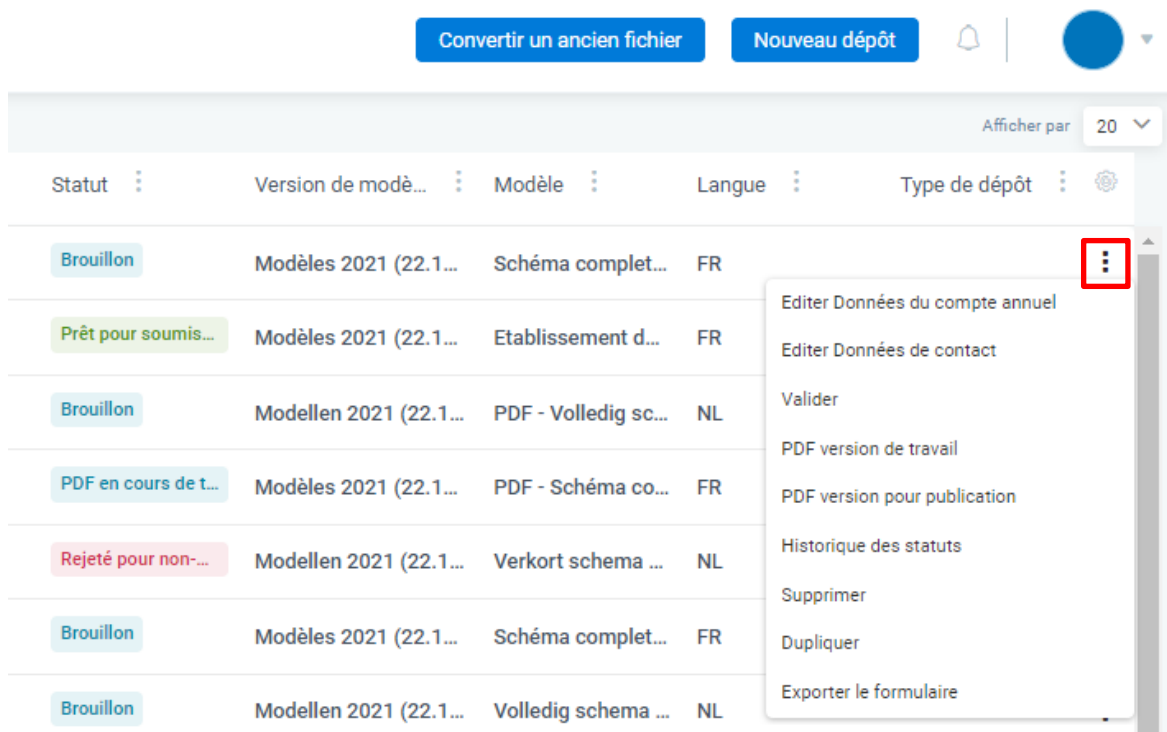 Convertir un ancien fichier Nouveau dépôt
Afficher par 20
Statut Version de modè... Modèle Langue Type de dépôt
Brouillon Modèles 2021 (22.1... Schéma complet... FR
Editer Données du compte annuel
Prêt pour soumis... Modèles 2021 (22.1... Etablissement d... FR
Editer Données de contact
Valider
Brouillon Modellen 2021 (22.1... PDF - Volledig sc... NL
PDF version de travail
PDF en cours de t... Modèles 2021 (22.1... PDF - Schéma co... FR
PDF version pour publication
Historique des statuts
Rejeté pour non-... Modellen 2021 (22.1... Verkort schema ... NL
Supprimer
Brouillon Modèles 2021 (22.1... Schéma complet... FR
Dupliquer
Exporter le formulaire
Brouillon Modellen 2021 (22.1... Volledig schema ... NL